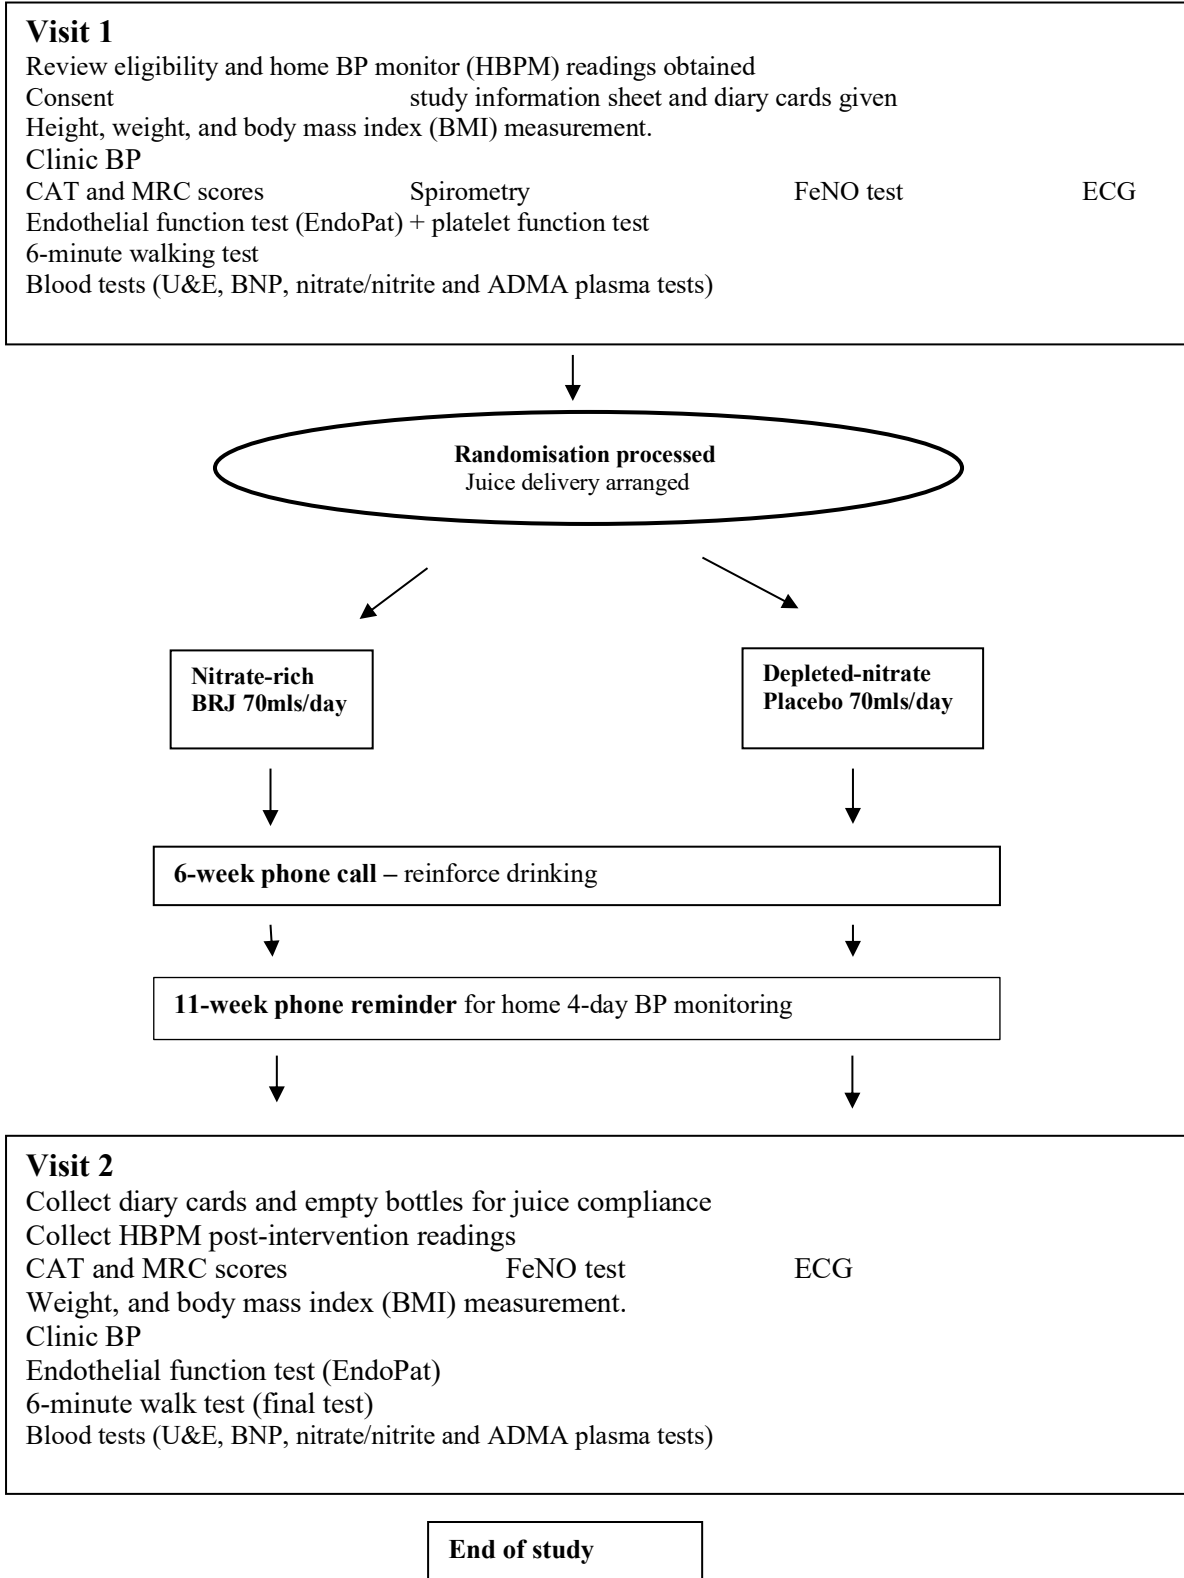 Visit 1
Review eligibility and home BP monitor (HBPM) readings obtained
Consent study information sheet and diary cards given
Height, weight, and body mass index (BMI) measurement.
Clinic BP
CAT and MRC scores Spirometry FeNO test ECG
Endothelial function test (EndoPat) + platelet function test
6-minute walking test
Blood tests (U&E, BNP, nitrate/nitrite and ADMA plasma tests)
Randomisation processed
Juice delivery arranged
Nitrate-rich
BRJ 70mls/day
Depleted-nitrate
Placebo 70mls/day
6-week phone call – reinforce drinking
11-week phone reminder for home 4-day BP monitoring
Visit 2
Collect diary cards and empty bottles for juice compliance
Collect HBPM post-intervention readings
CAT and MRC scores FeNO test ECG
Weight, and body mass index (BMI) measurement.
Clinic BP
Endothelial function test (EndoPat)
6-minute walk test (final test)
Blood tests (U&E, BNP, nitrate/nitrite and ADMA plasma tests)
End of study